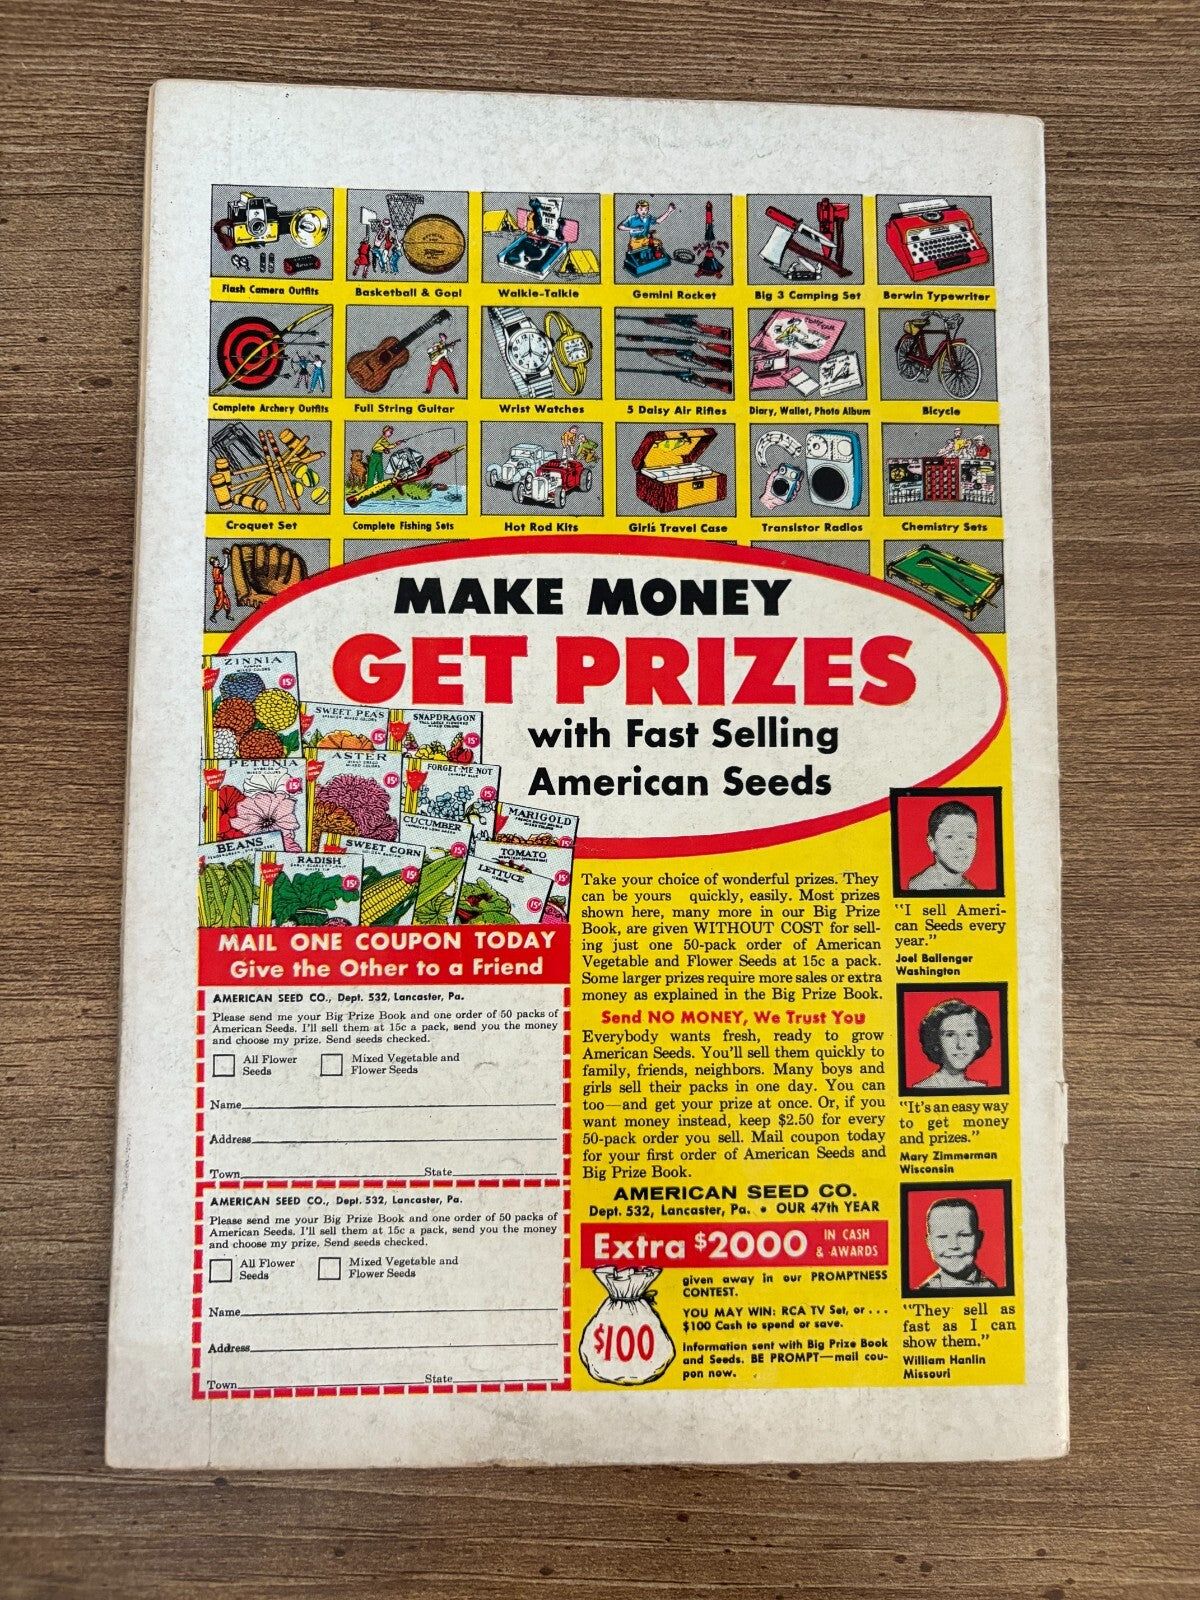 Flash Camera Outfits
Basketball & Goal
Walkie-Talkie
Gemini Rocket
Big 3 Camping Set
Berwin Typewriter
Complete Archery Outfits
Full String Guitar
Wrist Watches
5 Daisy Air Rifles
Diary, Wallet, Photo Album
Bicycle
Croquet Set
Complete Fishing Sets
Hot Rod Kits
Girl's Travel Case
Transistor Radios
Chemistry Sets
MAKE MONEY
GET PRIZES
with Fast Selling
American Seeds
ZINNIA
MIXED COLORS
15¢
SWEET PEAS
15¢
SNAPDRAGON
15¢
PETUNIA
MIXED COLORS
15¢
ASTER
MIXED COLORS
15¢
FORGET-ME NOT
15¢
CUCUMBER
MARIGOLD
BEANS
RADISH
15¢
SWEET CORN
15¢
TOMATO
15¢
LETTUCE
15¢
MAIL ONE COUPON TODAY
Give the Other to a Friend
AMERICAN SEED CO., Dept. 532, Lancaster, Pa.
Please send me your Big Prize Book and one order of 50 packs of
American Seeds. I'll sell them at 15c a pack, send you the money
and choose my prize. Send seeds checked.
All Flower
Seeds
Mixed Vegetable and
Flower Seeds
Name
Address
Town State
AMERICAN SEED CO., Dept. 532, Lancaster, Pa.
Please send me your Big Prize Book and one order of 50 packs of
American Seeds. I'll sell them at 15c a pack, send you the money
and choose my prize. Send seeds checked.
All Flower
Seeds
Mixed Vegetable and
Flower Seeds
Name
Address
Town State
Take your choice of wonderful prizes. They
can be yours quickly, easily. Most prizes
shown here, many more in our Big Prize
Book, are given WITHOUT COST for sell-
ing just one 50-pack order of American
Vegetable and Flower Seeds at 15c a pack.
Some larger prizes require more sales or extra
money as explained in the Big Prize Book.
Send NO MONEY, We Trust You
Everybody wants fresh, ready to grow
American Seeds. You'll sell them quickly to
family, friends, neighbors. Many boys and
girls sell their packs in one day. You can
too—and get your prize at once. Or, if you
want money instead, keep $2.50 for every
50-pack order you sell. Mail coupon today
for your first order of American Seeds and
Big Prize Book.
AMERICAN SEED CO.
Dept. 532, Lancaster, Pa. • OUR 47th YEAR
Extra $2000 IN CASH
& AWARDS
$100
given away in our PROMPTNESS
CONTEST.
YOU MAY WIN: RCA TV Set, or . . .
$100 Cash to spend or save.
Information sent with Big Prize Book
and Seeds. BE PROMPT—mail cou-
pon now.
"I sell Ameri-
can Seeds every
year."
Joel Ballenger
Washington
"It's an easy way
to get money
and prizes."
Mary Zimmerman
Wisconsin
"They sell as
fast as I can
show them."
William Hanlin
Missouri